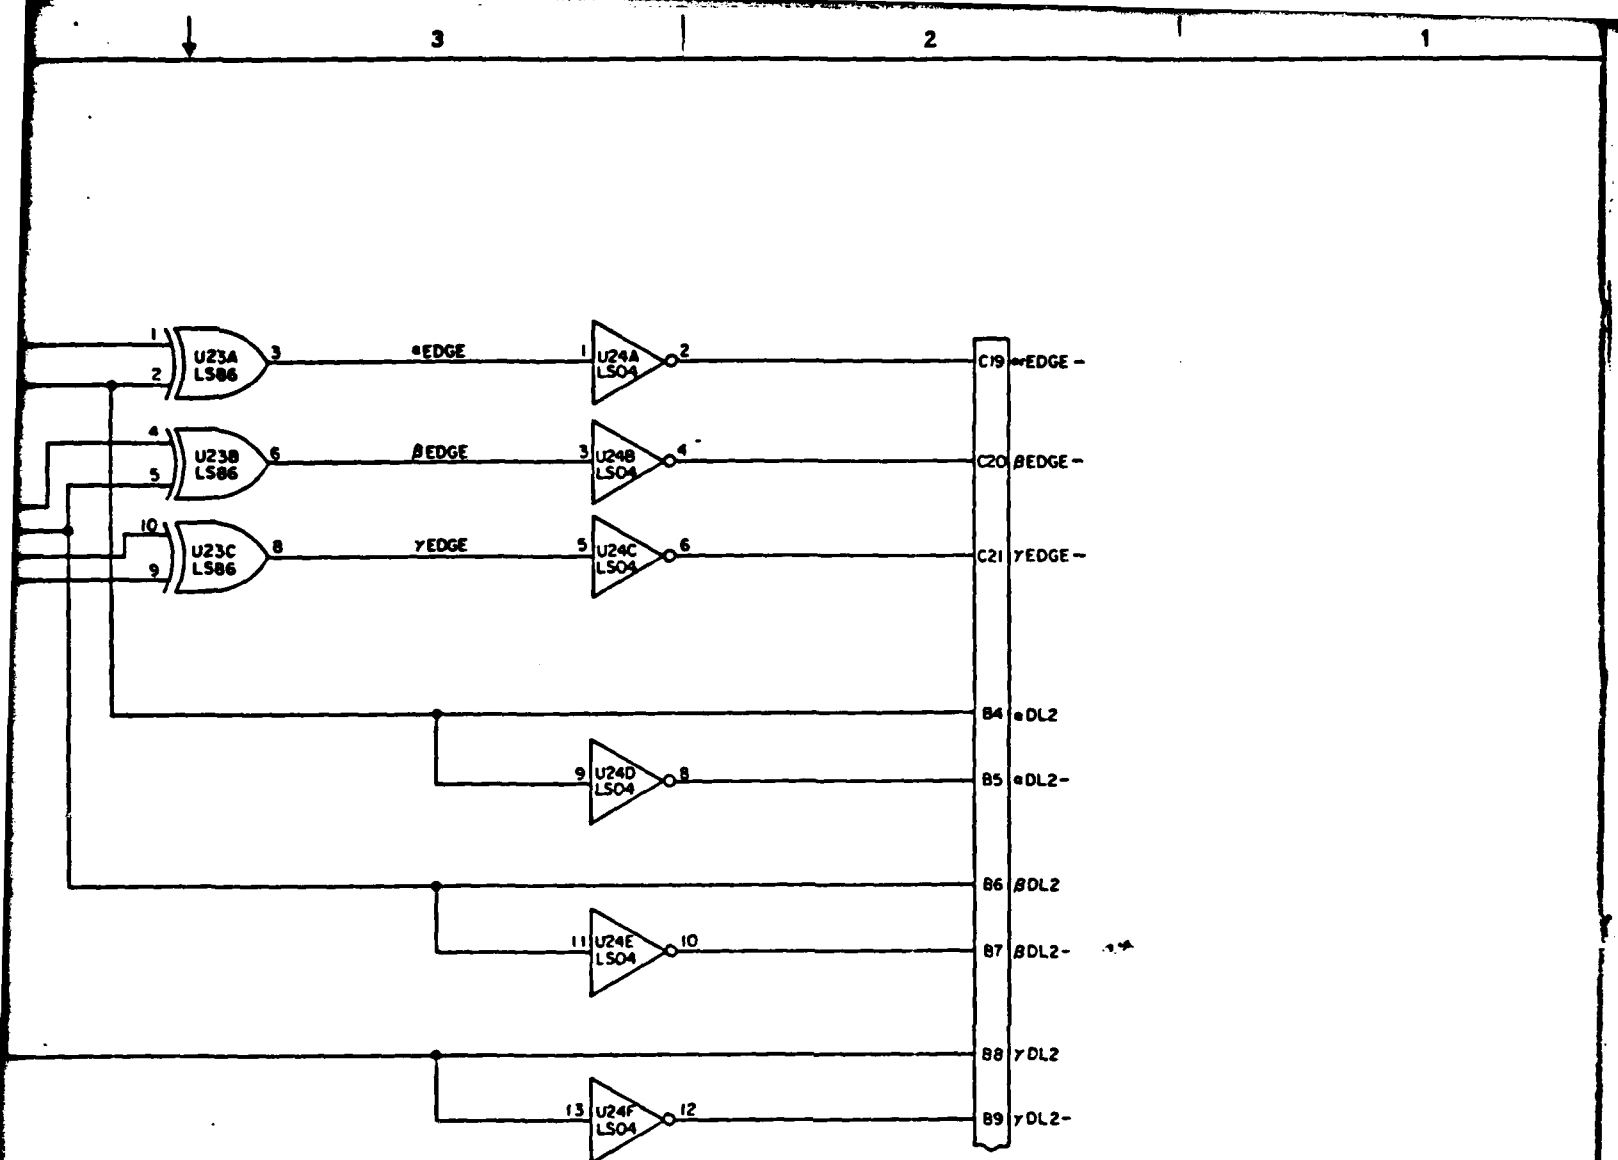 3 2 1
1 U23A 3 αEDGE 1 U24A 2 C19 αEDGE -
2 LS86 LS04
4 U23B 6 βEDGE 3 U24B 4 C20 βEDGE -
5 LS86 LS04
10 U23C 8 γEDGE 5 U24C 6 C21 γEDGE -
9 LS86 LS04
B4 αDL2
9 U24D 8 B5 αDL2-
LS04
B6 βDL2
11 U24E 10 B7 βDL2-
LS04
B8 γDL2
13 U24F 12 B9 γDL2-
LS04